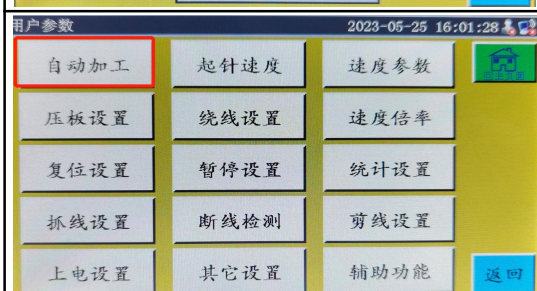 用户参数 2023-05-25 16:01:28
自动加工 起针速度 速度参数
压板设置 绕线设置 速度倍率
复位设置 暂停设置 统计设置
抓线设置 断线检测 剪线设置
上电设置 其它设置 辅助功能 返回